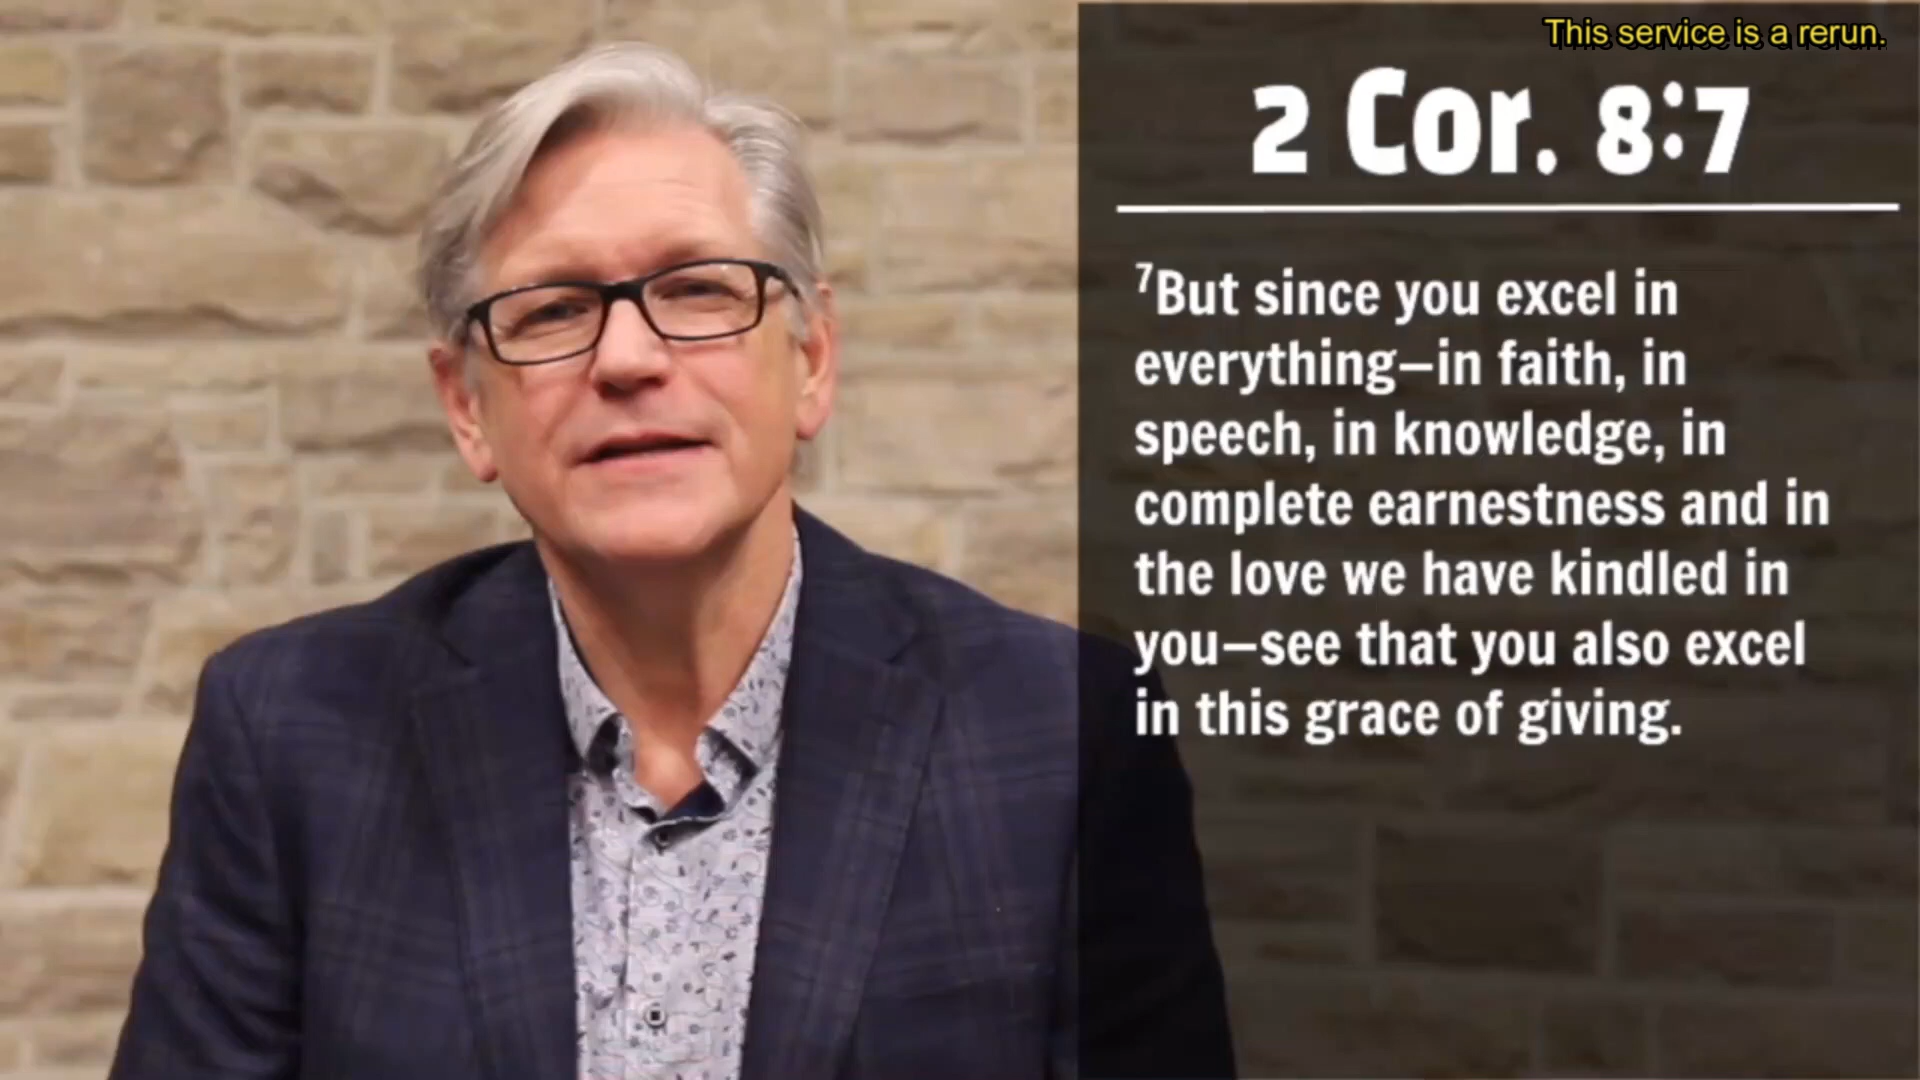 This service is a rerun.
2 Cor. 8:7
7But since you excel in
everything—in faith, in
speech, in knowledge, in
complete earnestness and in
the love we have kindled in
you—see that you also excel
in this grace of giving.